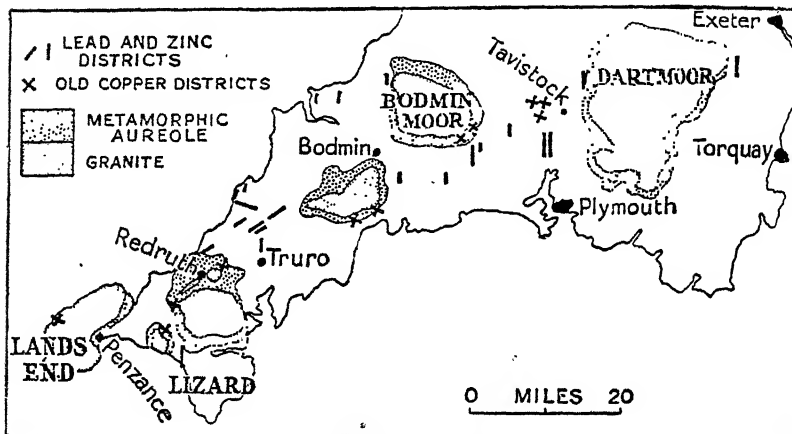 LEAD AND ZINC
DISTRICTS
× OLD COPPER DISTRICTS
METAMORPHIC
AUREOLE
GRANITE
Exeter
Tavistock
DARTMOOR
BODMIN
MOOR
Bodmin
Torquay
Plymouth
Redruth
Truro
LANDS
END
Penzance
LIZARD
0 MILES 20